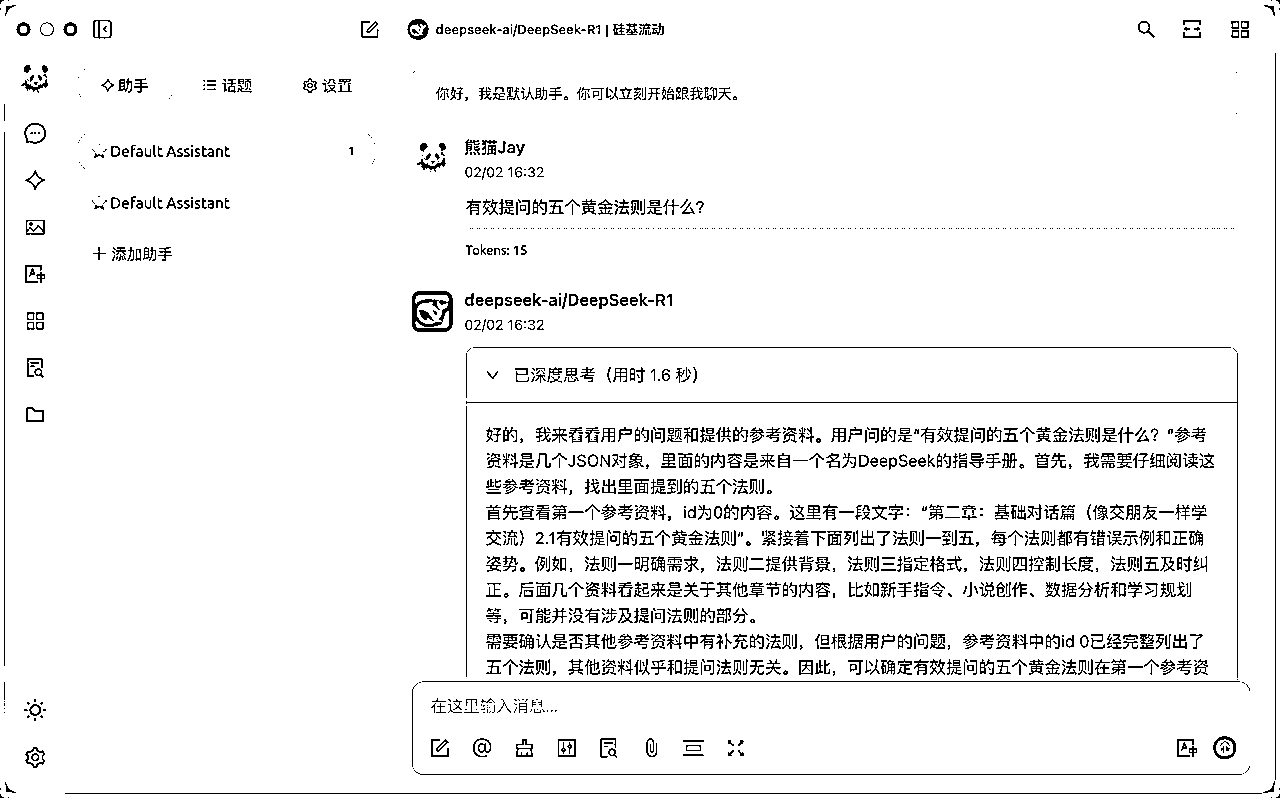 deepseek-ai/DeepSeek-R1 | 硅基流动
助手
话题
设置
Default Assistant
1
Default Assistant
添加助手
你好，我是默认助手。你可以立刻开始跟我聊天。
熊猫Jay
02/02 16:32
有效提问的五个黄金法则是什么？
Tokens: 15
deepseek-ai/DeepSeek-R1
02/02 16:32
已深度思考（用时 1.6 秒）
好的，我来看看用户的问题和提供的参考资料。用户问的是“有效提问的五个黄金法则是什么？”参考
资料是几个JSON对象，里面的内容是来自一个名为DeepSeek的指导手册。首先，我需要仔细阅读这
些参考资料，找出里面提到的五个法则。
首先查看第一个参考资料，id为0的内容。这里有一段文字：“第二章：基础对话篇（像交朋友一样学
交流）2.1有效提问的五个黄金法则”。紧接着下面列出了法则一到五，每个法则都有错误示例和正确
姿势。例如，法则一明确需求，法则二提供背景，法则三指定格式，法则四控制长度，法则五及时纠
正。后面几个资料看起来是关于其他章节的内容，比如新手指令、小说创作、数据分析和学习规划
等，可能并没有涉及提问法则的部分。
需要确认是否其他参考资料中有补充的法则，但根据用户的问题，参考资料中的id 0已经完整列出了
五个法则，其他资料似乎和提问法则无关。因此，可以确定有效提问的五个黄金法则在第一个参考资
在这里输入消息...